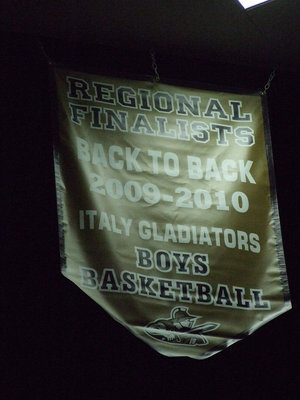 REGIONAL
FINALISTS
BACK TO BACK
2009-2010
ITALY GLADIATORS
BOYS
BASKETBALL